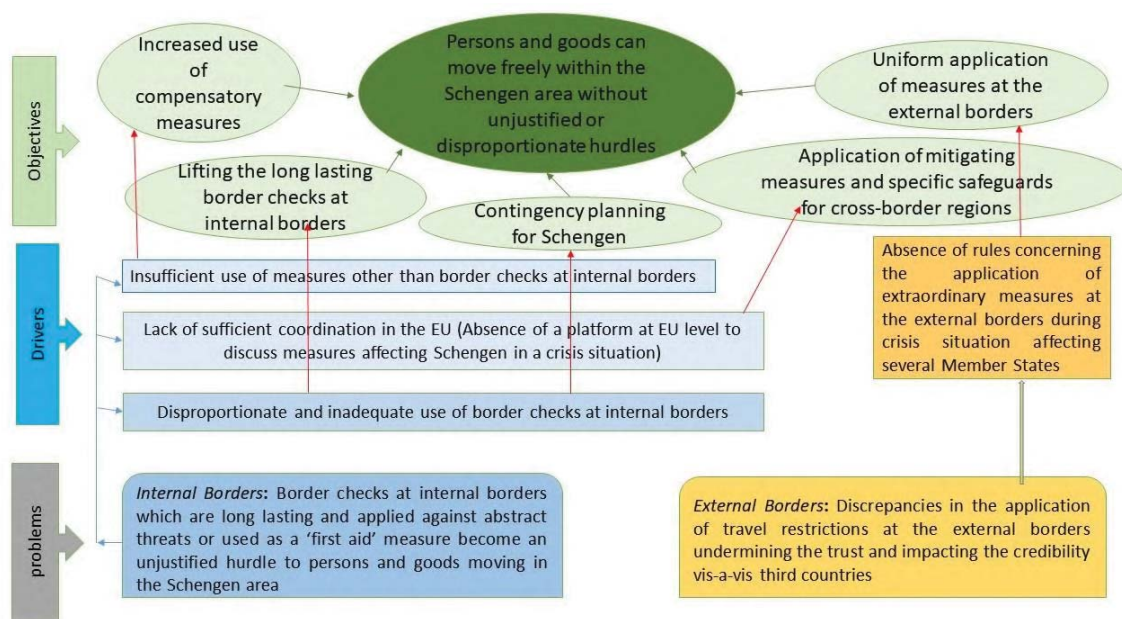 Objectives
Increased use
of
compensatory
measures
Persons and goods can
move freely within the
Schengen area without
unjustified or
disproportionate hurdles
Uniform application
of measures at the
external borders
Lifting the long lasting
border checks at
internal borders
Contingency planning
for Schengen
Application of mitigating
measures and specific safeguards
for cross-border regions
Drivers
Insufficient use of measures other than border checks at internal borders
Lack of sufficient coordination in the EU (Absence of a platform at EU level to
discuss measures affecting Schengen in a crisis situation)
Disproportionate and inadequate use of border checks at internal borders
Absence of rules concerning
the application of
extraordinary measures at
the external borders during
crisis situation affecting
several Member States
problems
Internal Borders: Border checks at internal borders
which are long lasting and applied against abstract
threats or used as a ‘first aid’ measure become an
unjustified hurdle to persons and goods moving in
the Schengen area
External Borders: Discrepancies in the application
of travel restrictions at the external borders
undermining the trust and impacting the credibility
vis-a-vis third countries